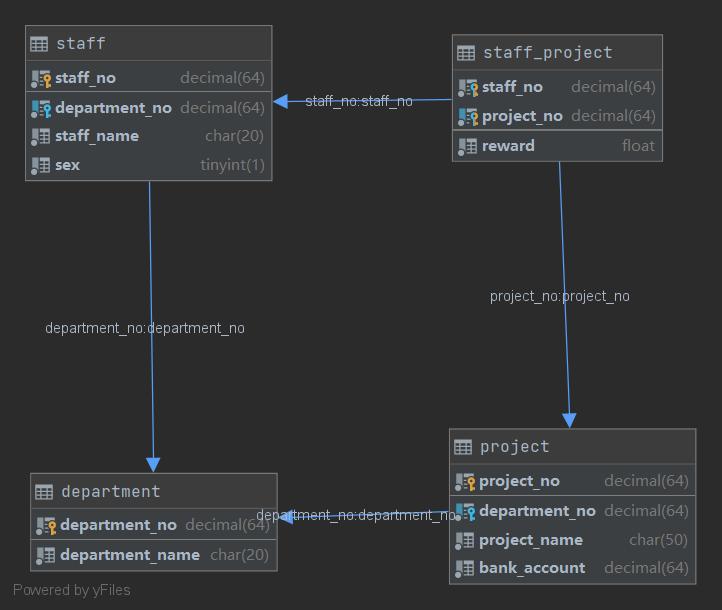 staff
staff_no decimal(64)
department_no decimal(64)
staff_name char(20)
sex tinyint(1)
staff_project
staff_no decimal(64)
project_no decimal(64)
reward float
staff_no:staff_no
project_no:project_no
department_no:department_no
project
project_no decimal(64)
department_no decimal(64)
project_name char(50)
bank_account decimal(64)
department
department_no decimal(64)
department_name char(20)
department_no:department_no
Powered by yFiles